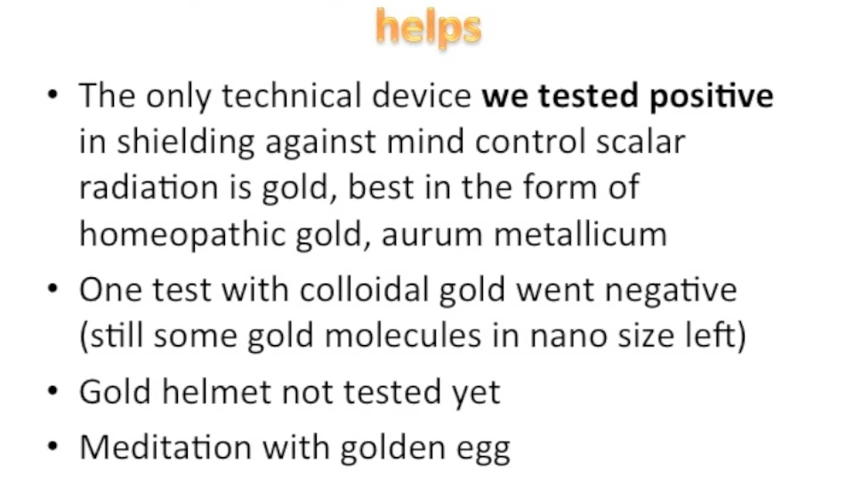 helps
• The only technical device we tested positive
in shielding against mind control scalar
radiation is gold, best in the form of
homeopathic gold, aurum metallicum
• One test with colloidal gold went negative
(still some gold molecules in nano size left)
• Gold helmet not tested yet
• Meditation with golden egg